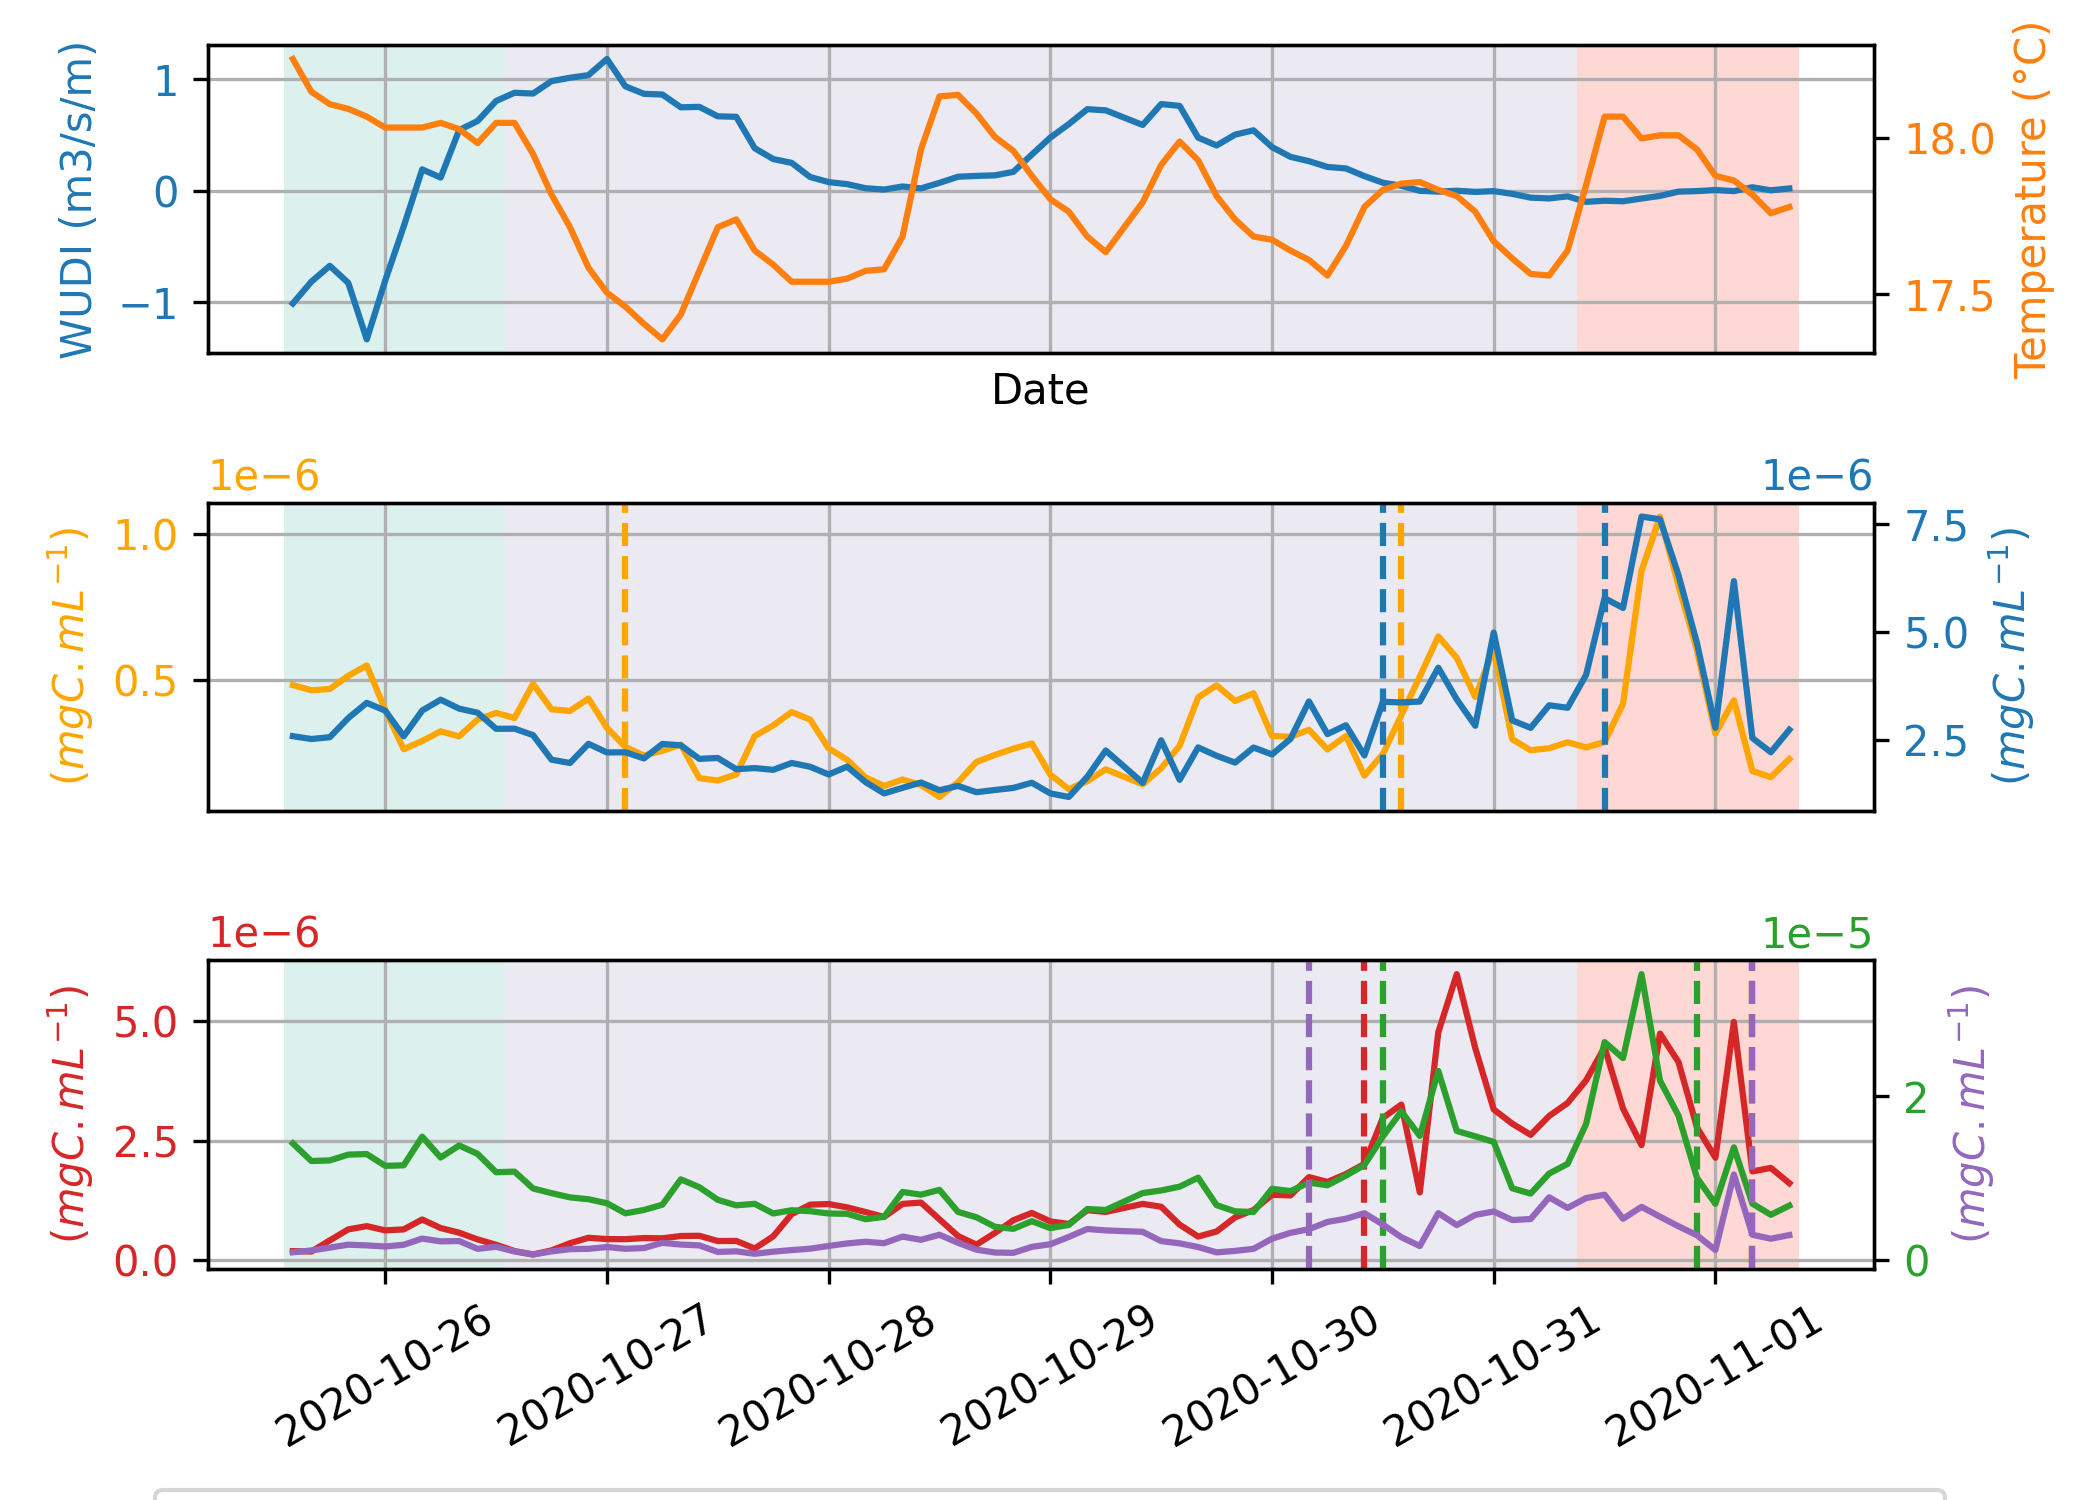 WUDI (m3/s/m)
1
0
−1
18.0
17.5
Temperature (°C)
Date
1e−6
1e−6
(mgC.mL⁻¹)
1.0
0.5
7.5
5.0
2.5
(mgC.mL⁻¹)
1e−6
1e−5
(mgC.mL⁻¹)
5.0
2.5
0.0
2
0
(mgC.mL⁻¹)
2020-10-26
2020-10-27
2020-10-28
2020-10-29
2020-10-30
2020-10-31
2020-11-01